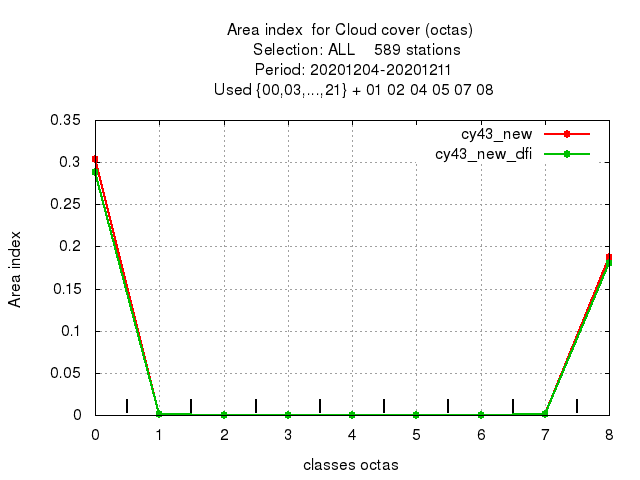 Area index  for Cloud cover (octas)
Selection: ALL    589 stations
Period: 20201204-20201211
Used {00,03,...,21} + 01 02 04 05 07 08
cy43_new
cy43_new_dfi
0.35
0.3
0.25
0.2
0.15
0.1
0.05
0
Area index
0 1 2 3 4 5 6 7 8
classes octas